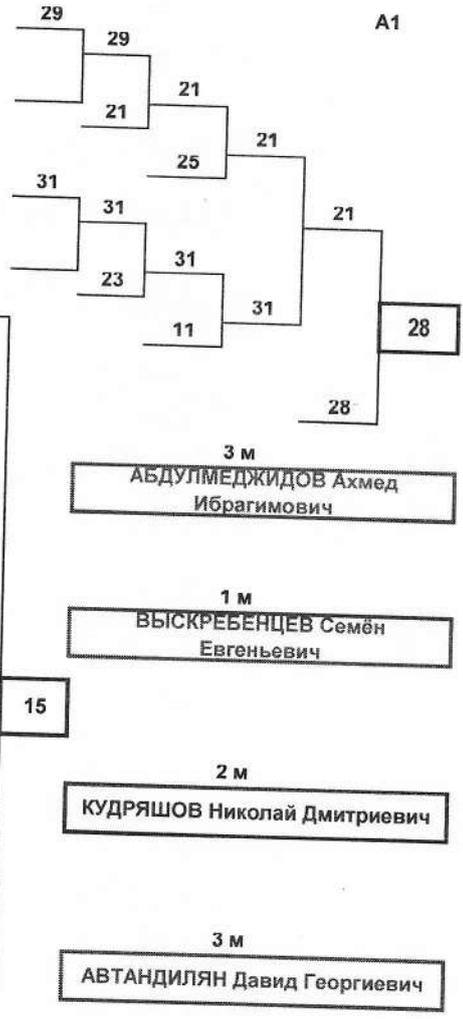 29
A1
29
21
21
25
21
31
31
21
23
31
11
31
28
28
3 м
АБДУЛМЕДЖИДОВ Ахмед
Ибрагимович
1 м
ВЫСКРЕБЕНЦЕВ Семён
Евгеньевич
15
2 м
КУДРЯШОВ Николай Дмитриевич
3 м
АВТАНДИЛЯН Давид Георгиевич